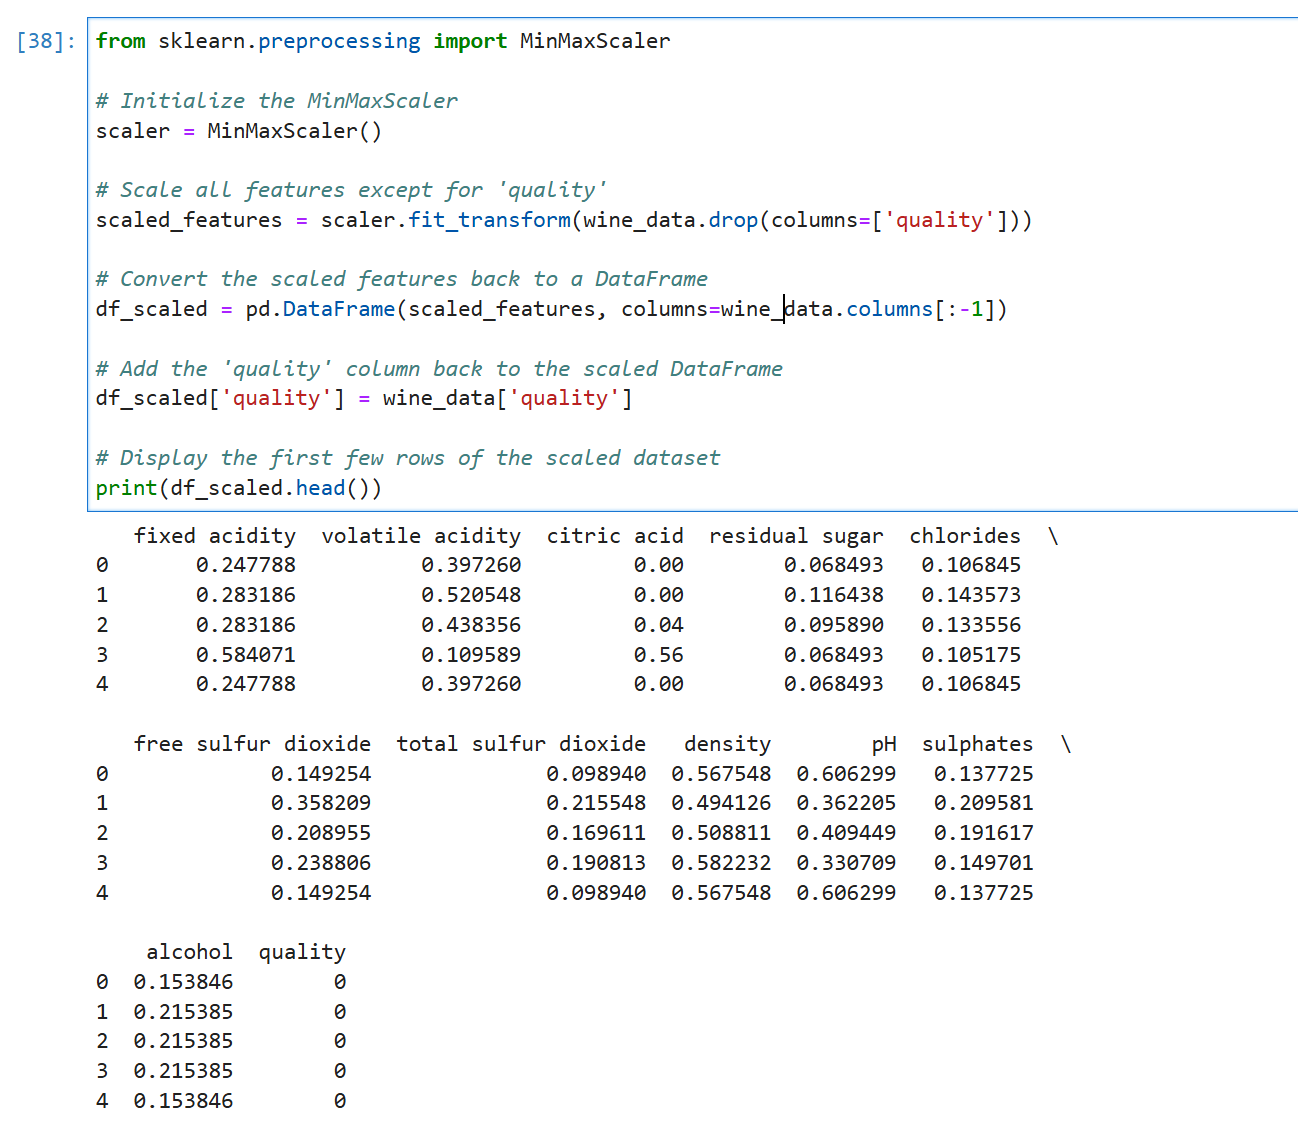 [38]: from sklearn.preprocessing import MinMaxScaler
# Initialize the MinMaxScaler
scaler = MinMaxScaler()
# Scale all features except for 'quality'
scaled_features = scaler.fit_transform(wine_data.drop(columns=['quality']))
# Convert the scaled features back to a DataFrame
df_scaled = pd.DataFrame(scaled_features, columns=wine_data.columns[:-1])
# Add the 'quality' column back to the scaled DataFrame
df_scaled['quality'] = wine_data['quality']
# Display the first few rows of the scaled dataset
print(df_scaled.head())
fixed acidity  volatile acidity  citric acid  residual sugar  chlorides  \
0       0.247788          0.397260         0.00        0.068493   0.106845
1       0.283186          0.520548         0.00        0.116438   0.143573
2       0.283186          0.438356         0.04        0.095890   0.133556
3       0.584071          0.109589         0.56        0.068493   0.105175
4       0.247788          0.397260         0.00        0.068493   0.106845
free sulfur dioxide  total sulfur dioxide   density        pH  sulphates  \
0             0.149254              0.098940  0.567548  0.606299   0.137725
1             0.358209              0.215548  0.494126  0.362205   0.209581
2             0.208955              0.169611  0.508811  0.409449   0.191617
3             0.238806              0.190813  0.582232  0.330709   0.149701
4             0.149254              0.098940  0.567548  0.606299   0.137725
alcohol  quality
0  0.153846        0
1  0.215385        0
2  0.215385        0
3  0.215385        0
4  0.153846        0